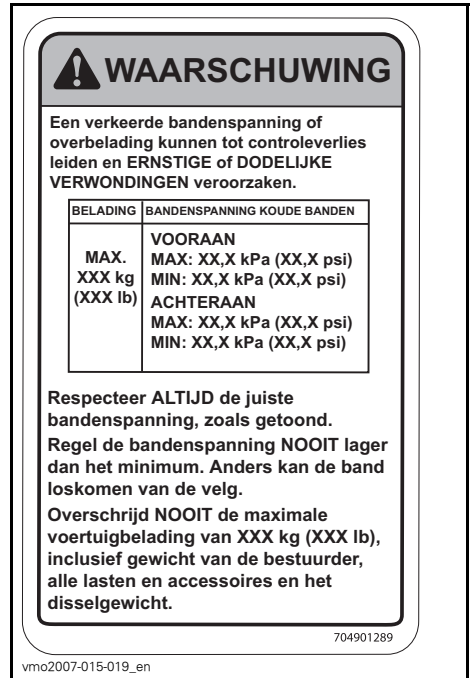 WAARSCHUWING
Een verkeerde bandenspanning of
overbelading kunnen tot controleverlies
leiden en ERNSTIGE of DODELIJKE
VERWONDINGEN veroorzaken.
BELADING BANDENSPANNING KOUDE BANDEN
MAX.
XXX kg
(XXX lb)
VOORAAN
MAX: XX,X kPa (XX,X psi)
MIN: XX,X kPa (XX,X psi)
ACHTERAAN
MAX: XX,X kPa (XX,X psi)
MIN: XX,X kPa (XX,X psi)
Respecteer ALTIJD de juiste
bandenspanning, zoals getoond.
Regel de bandenspanning NOOIT lager
dan het minimum. Anders kan de band
loskomen van de velg.
Overschrijd NOOIT de maximale
voertuigbelading van XXX kg (XXX lb),
inclusief gewicht van de bestuurder,
alle lasten en accessoires en het
disselgewicht.
704901289
vmo2007-015-019_en